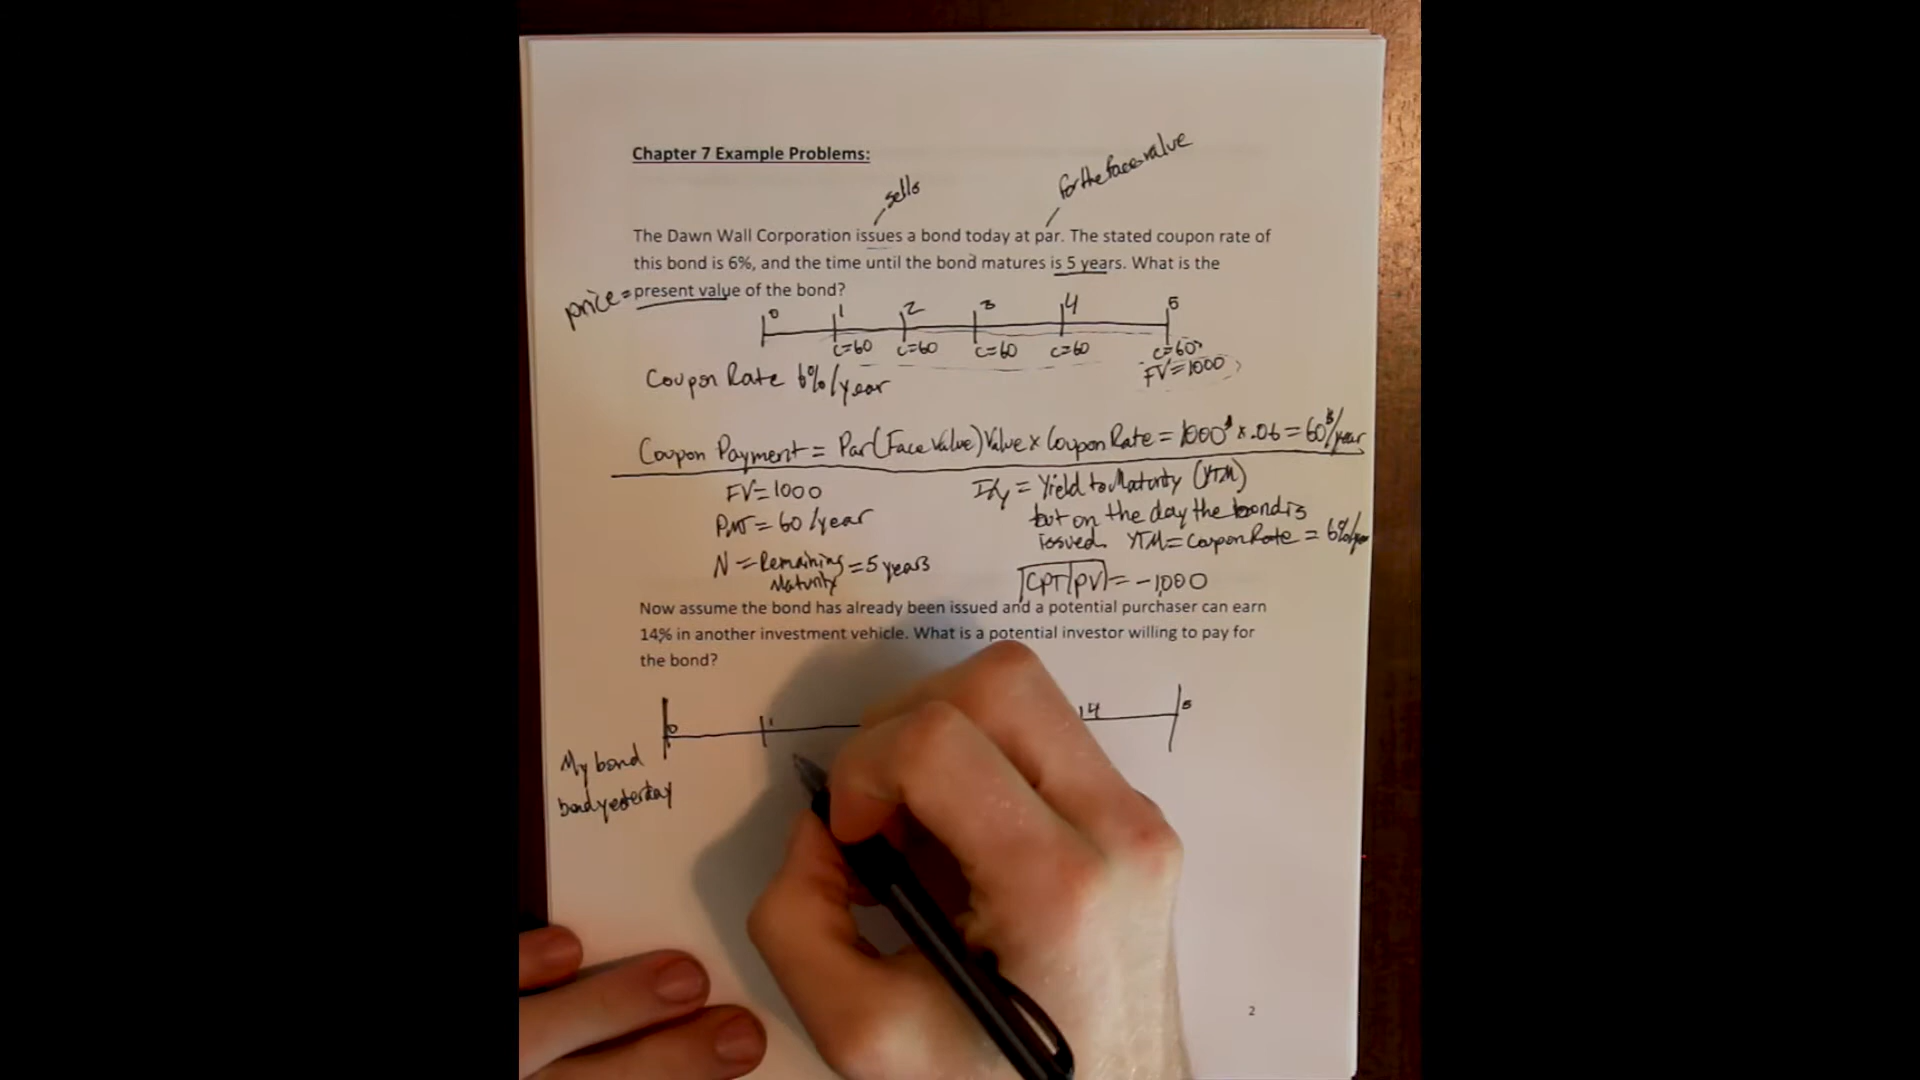 Chapter 7 Example Problems:
sells
for the face value
The Dawn Wall Corporation issues a bond today at par. The stated coupon rate of
this bond is 6%, and the time until the bond matures is 5 years. What is the
price = present value of the bond?
0 1 2 3 4 5
C=60 C=60 C=60 C=60 C=60
FV=1000
Coupon Rate 6%/year
Coupon Payment = Par (Face Value) Value x Coupon Rate = 1000$ * .06 = 60$/year
FV=1000
PMT = 60/year
N = Remaining Maturity = 5 years
I/y = Yield to Maturity (YTM)
but on the day the bond is
issued YTM = Coupon Rate = 6%/year
CPT PV = -1,000
Now assume the bond has already been issued and a potential purchaser can earn
14% in another investment vehicle. What is a potential investor willing to pay for
the bond?
0 1 4 5
My bond
bond yesterday
2